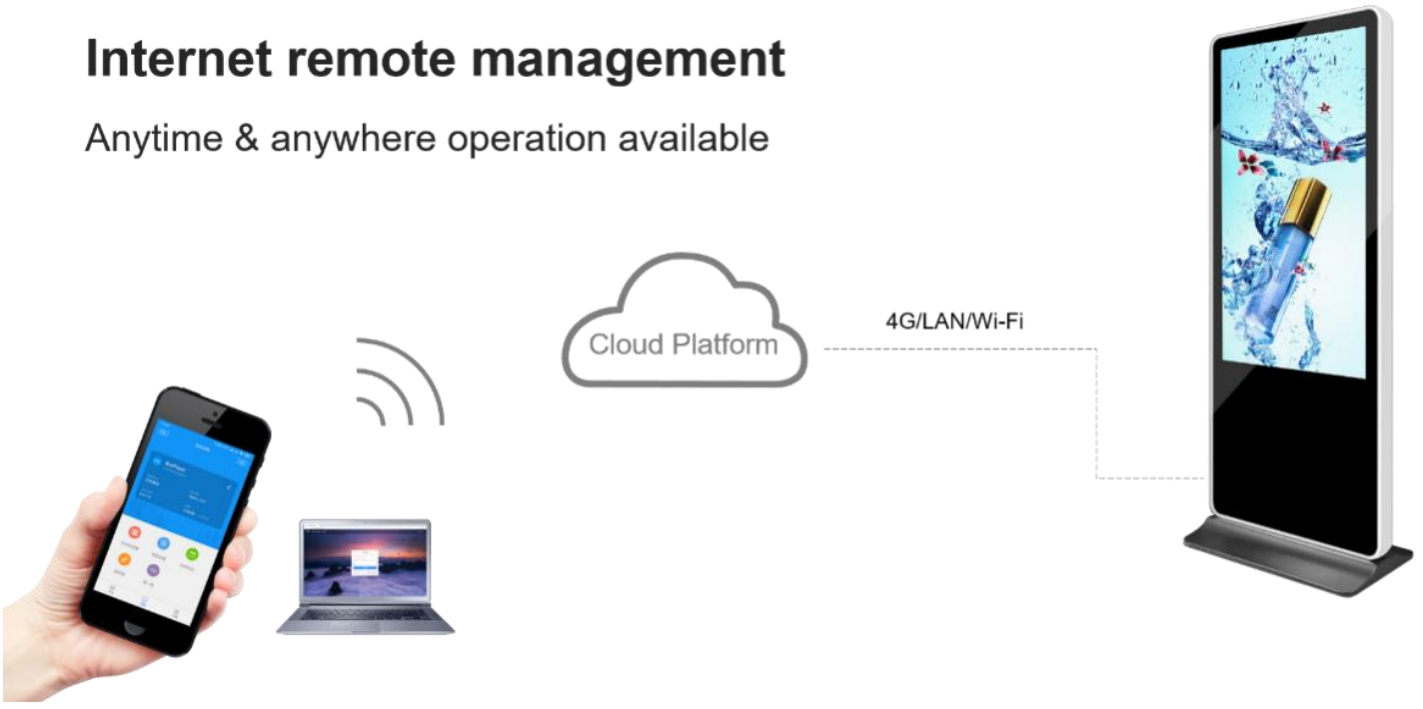 Internet remote management
Anytime & anywhere operation available
Cloud Platform
4G/LAN/Wi-Fi